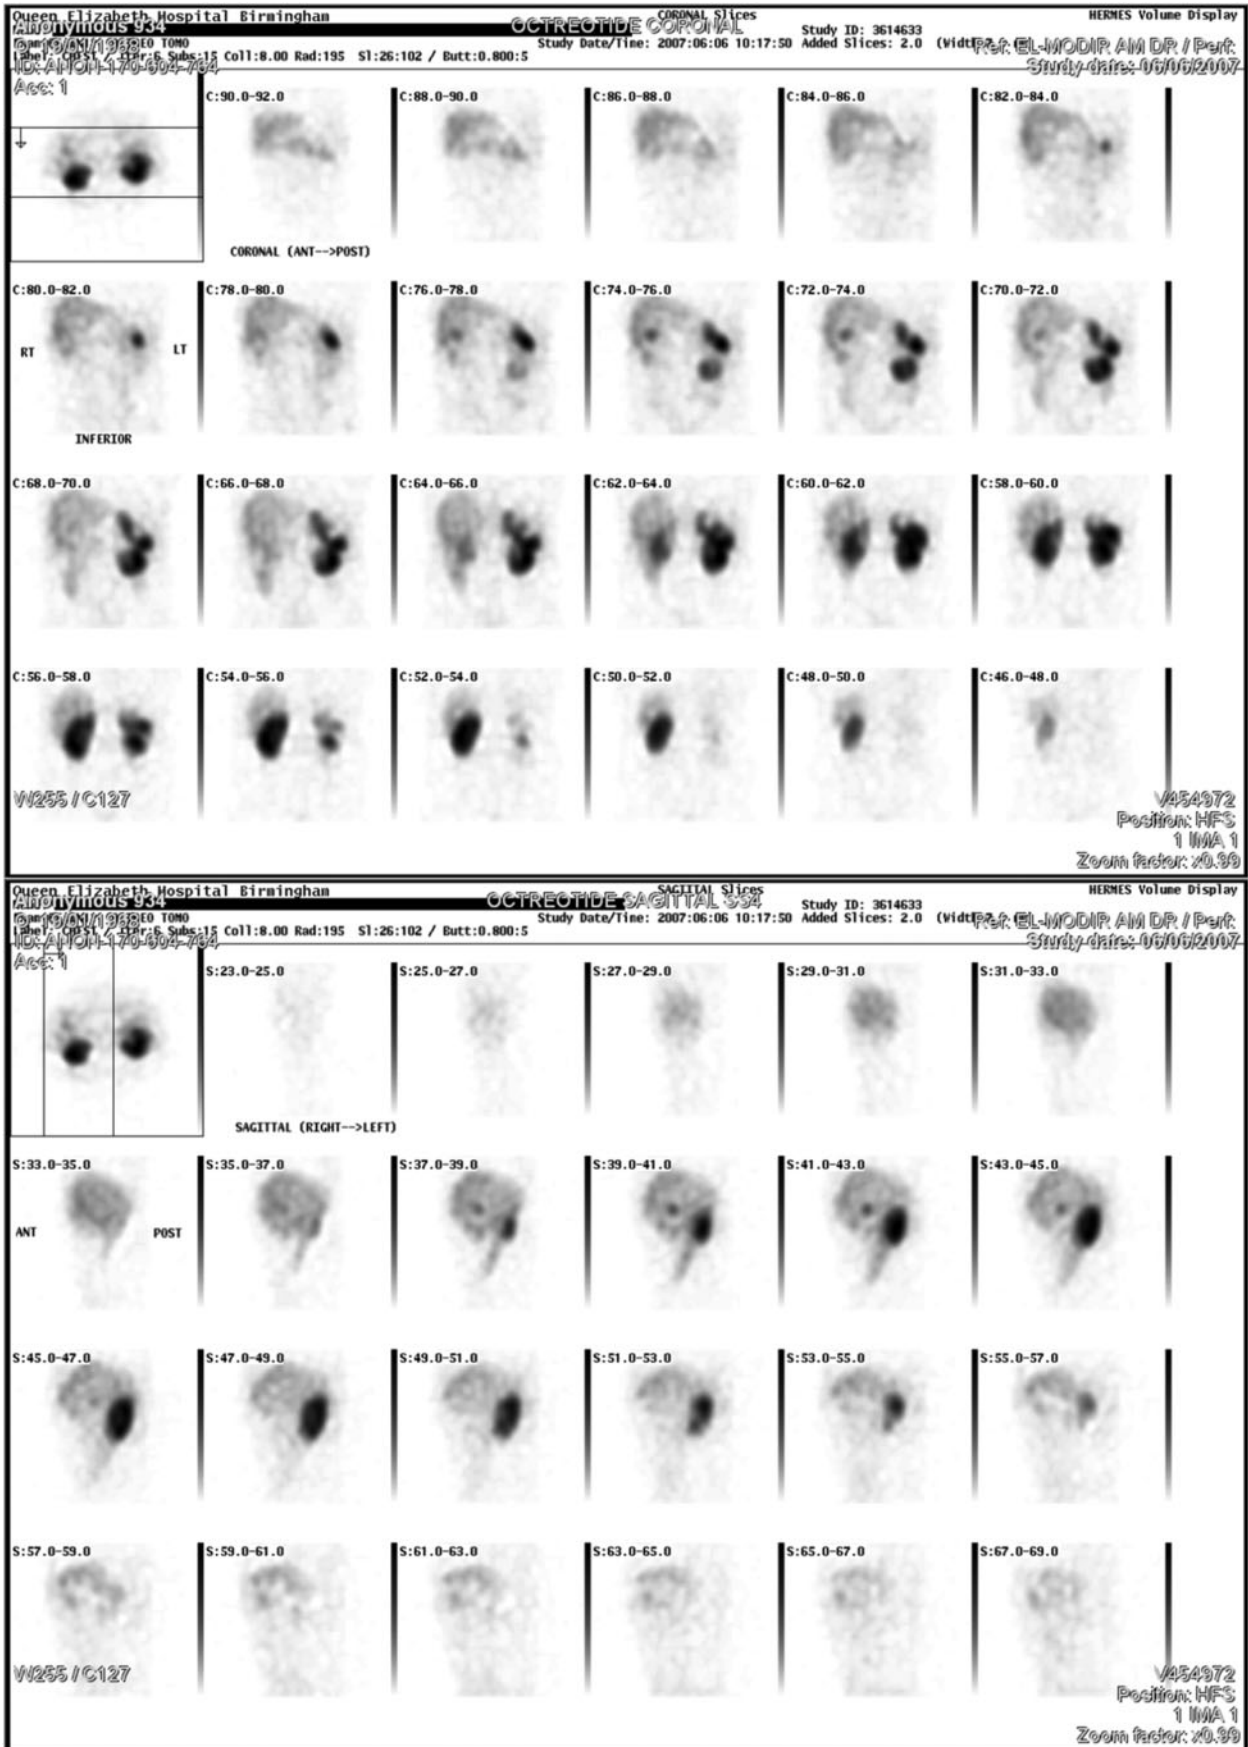 Queen Elizabeth Hospital Birmingham CORONAL Slices HERMES Volume Display
Anonymous 934 OCTREOTIDE CORONAL Study ID: 3614633
TOMO Study Date/Time: 2007:06:06 10:17:50 Added Slices: 2.0 Ref: EL-MODIR AM DR / Perf:
Coll:8.00 Rad:195 Sl:26:102 / Butt:0.800:5 Study date: 06/06/2007
Acc: 1
C:90.0-92.0 C:88.0-90.0 C:86.0-88.0 C:84.0-86.0 C:82.0-84.0
CORONAL (ANT-->POST)
C:80.0-82.0 C:78.0-80.0 C:76.0-78.0 C:74.0-76.0 C:72.0-74.0 C:70.0-72.0
RT LT
INFERIOR
C:68.0-70.0 C:66.0-68.0 C:64.0-66.0 C:62.0-64.0 C:60.0-62.0 C:58.0-60.0
C:56.0-58.0 C:54.0-56.0 C:52.0-54.0 C:50.0-52.0 C:48.0-50.0 C:46.0-48.0
W255 / C127 V454972
Position: HFS
1 IMA 1
Zoom factor: x0.99
Queen Elizabeth Hospital Birmingham SAGITTAL Slices HERMES Volume Display
Anonymous 934 OCTREOTIDE SAGITTAL SS4 Study ID: 3614633
TOMO Study Date/Time: 2007:06:06 10:17:50 Added Slices: 2.0 Ref: EL-MODIR AM DR / Perf:
Coll:8.00 Rad:195 Sl:26:102 / Butt:0.800:5 Study date: 06/06/2007
Acc: 1
S:23.0-25.0 S:25.0-27.0 S:27.0-29.0 S:29.0-31.0 S:31.0-33.0
SAGITTAL (RIGHT-->LEFT)
S:33.0-35.0 S:35.0-37.0 S:37.0-39.0 S:39.0-41.0 S:41.0-43.0 S:43.0-45.0
ANT POST
S:45.0-47.0 S:47.0-49.0 S:49.0-51.0 S:51.0-53.0 S:53.0-55.0 S:55.0-57.0
S:57.0-59.0 S:59.0-61.0 S:61.0-63.0 S:63.0-65.0 S:65.0-67.0 S:67.0-69.0
W255 / C127 V454972
Position: HFS
1 IMA 1
Zoom factor: x0.99